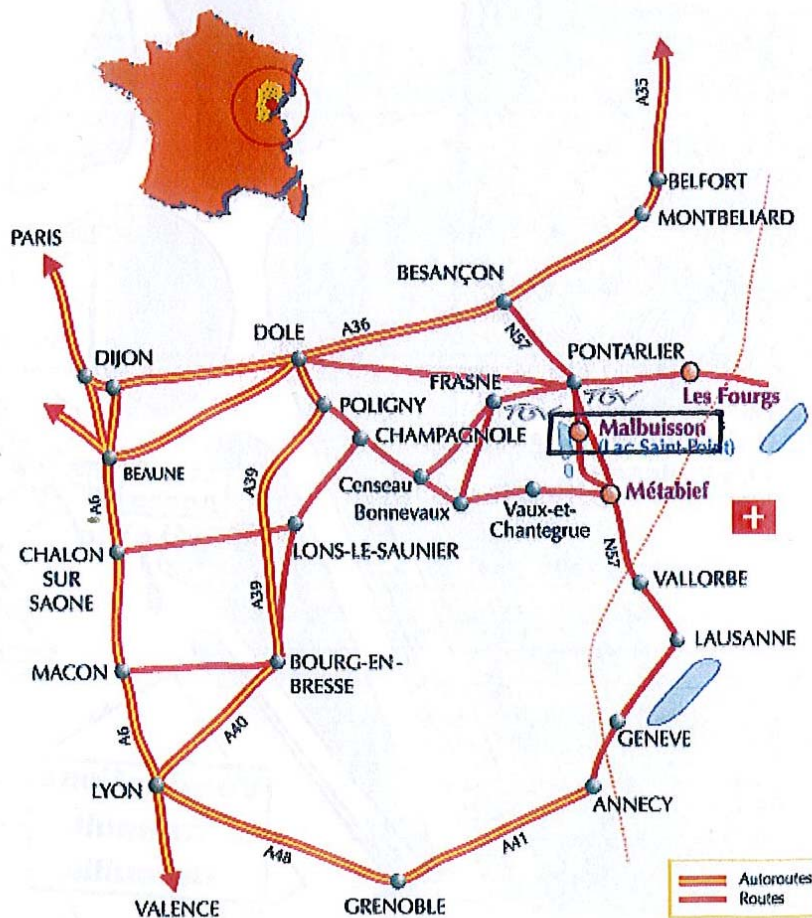 A35
BELFORT
MONTBELIARD
PARIS
BESANÇON
DOLE
A36
N57
DIJON
PONTARLIER
FRASNE
TGV
TGV
Les Fourgs
POLIGNY
Malbuisson
(Lac Saint-Point)
CHAMPAGNOLE
BEAUNE
A39
A6
Censeau
Bonnevaux
Vaux-et-
Chantegrue
Métabief
CHALON
SUR
SAONE
LONS-LE-SAUNIER
N57
VALLORBE
A39
LAUSANNE
MACON
BOURG-EN-
BRESSE
A6
A40
GENEVE
LYON
ANNECY
A48
A41
VALENCE
GRENOBLE
Autoroutes
Routes